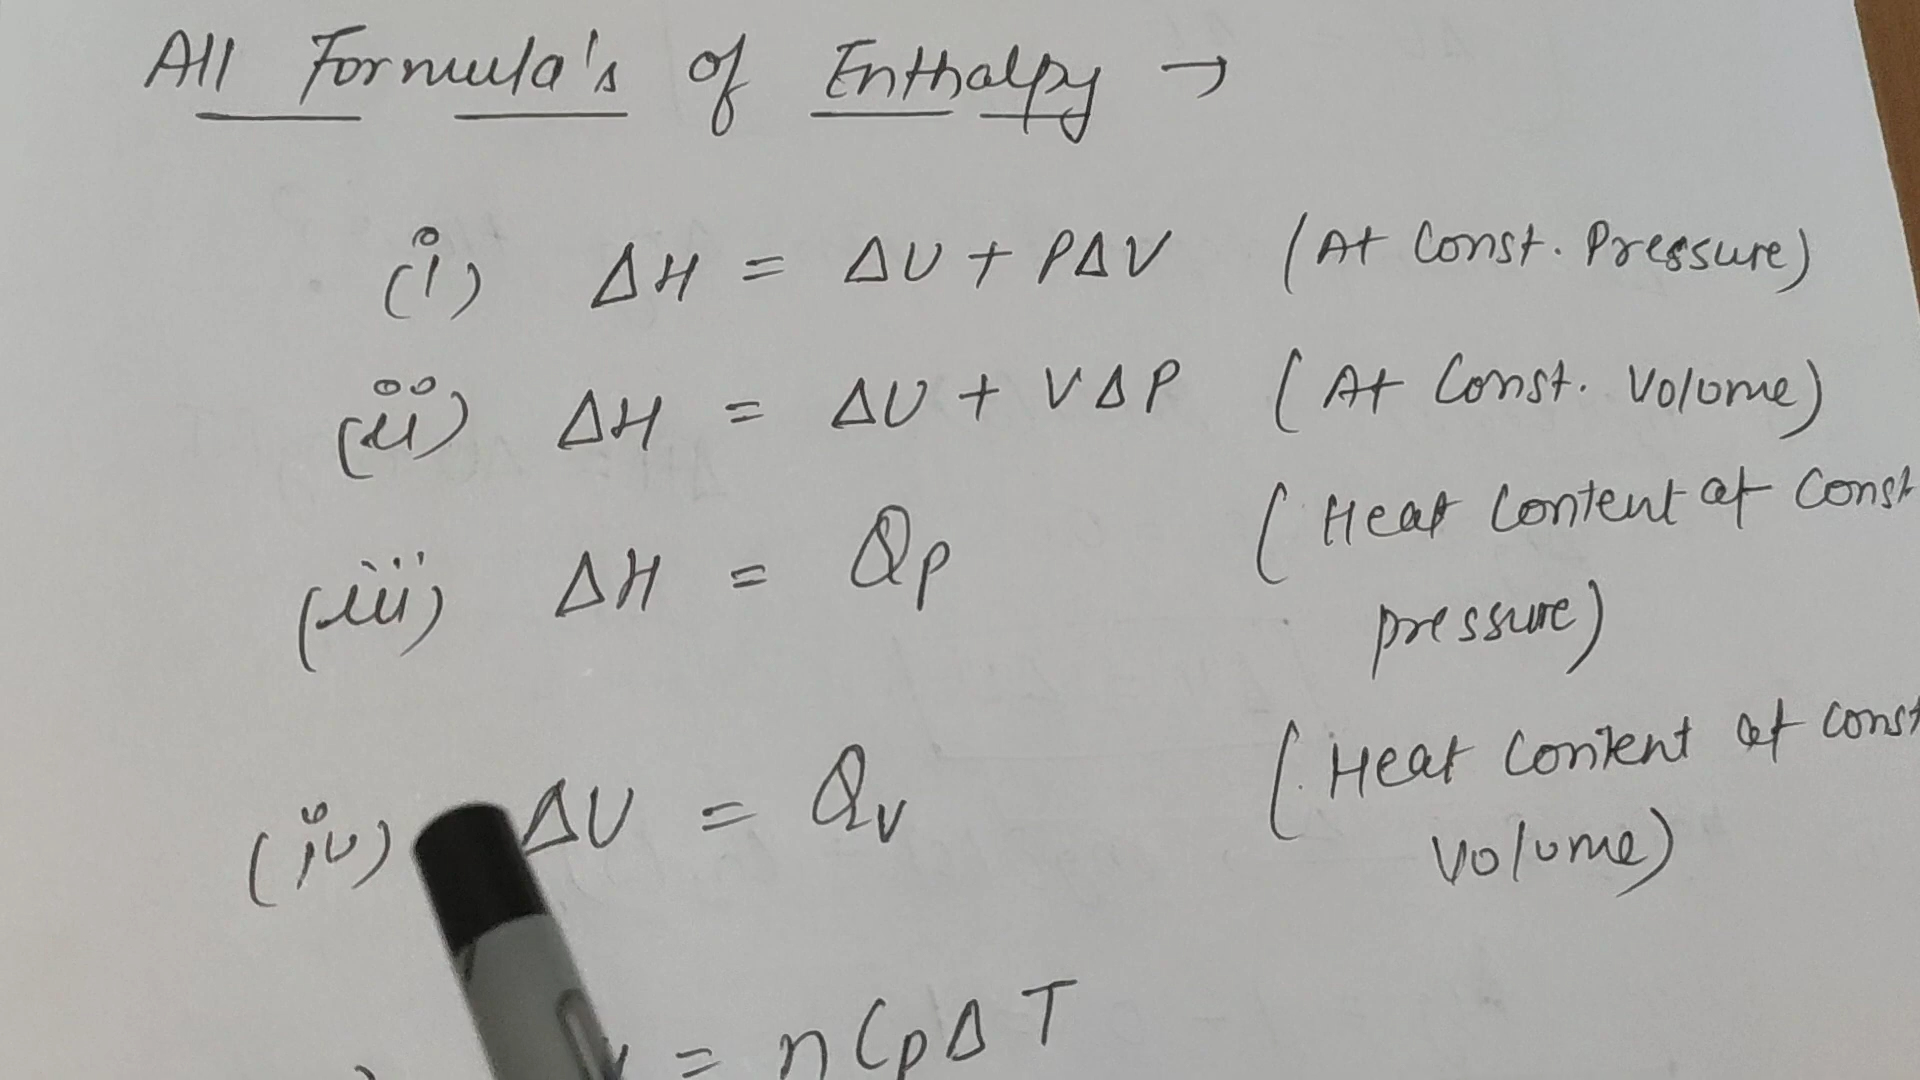 All Formula's of Enthalpy →
(i) ΔH = ΔU + PΔV (At Const. Pressure)
(ii) ΔH = ΔU + VΔP (At Const. Volume)
(iii) ΔH = Qp (Heat Content at Const
pressure)
(iv) ΔU = Qv (Heat Content at const
Volume)
= nCpΔT